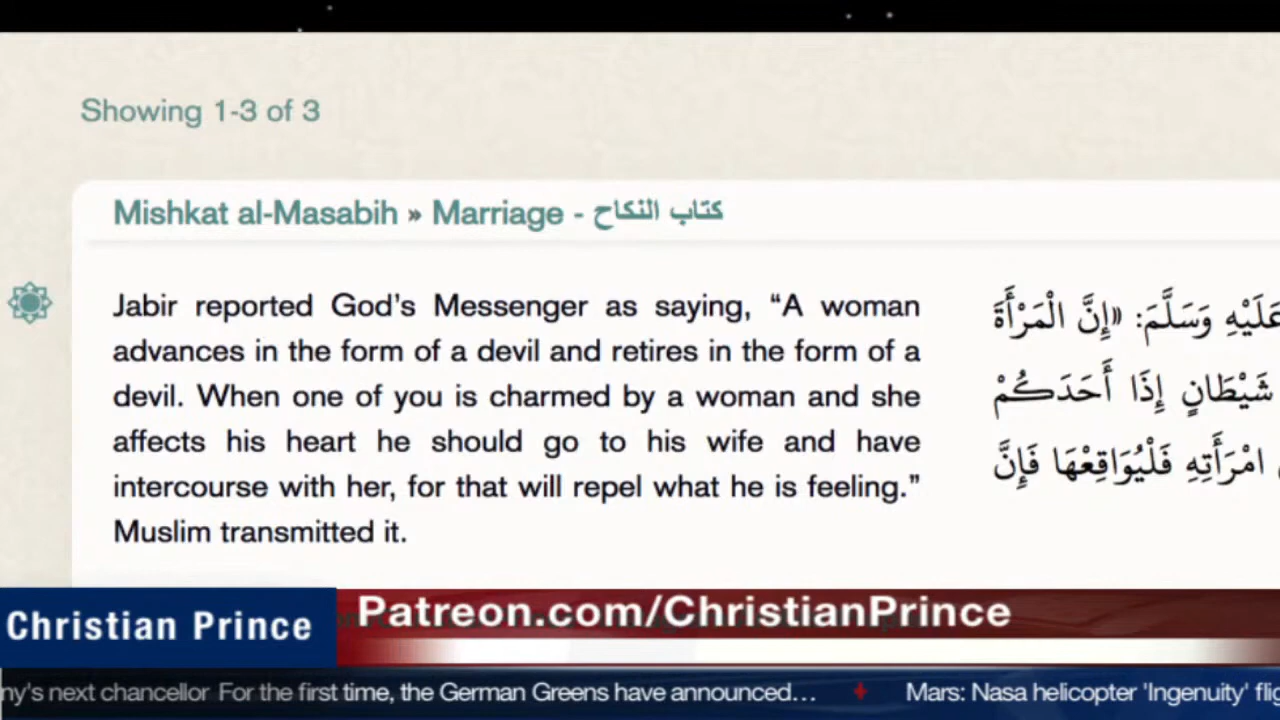 Showing 1-3 of 3
Mishkat al-Masabih » Marriage - كتاب النكاح
Jabir reported God's Messenger as saying, “A woman
advances in the form of a devil and retires in the form of a
devil. When one of you is charmed by a woman and she
affects his heart he should go to his wife and have
intercourse with her, for that will repel what he is feeling.”
Muslim transmitted it.
عَلَيْهِ وَسَلَّمَ: «إِنَّ الْمَرْأَةَ
شَيْطَانٍ إِذَا أَحَدَكُمْ
امْرَأَتِهِ فَلْيُوَاقِعْهَا فَإِنَّ
Christian Prince
Patreon.com/ChristianPrince
ny's next chancellor For the first time, the German Greens have announced... Mars: Nasa helicopter 'Ingenuity' flig